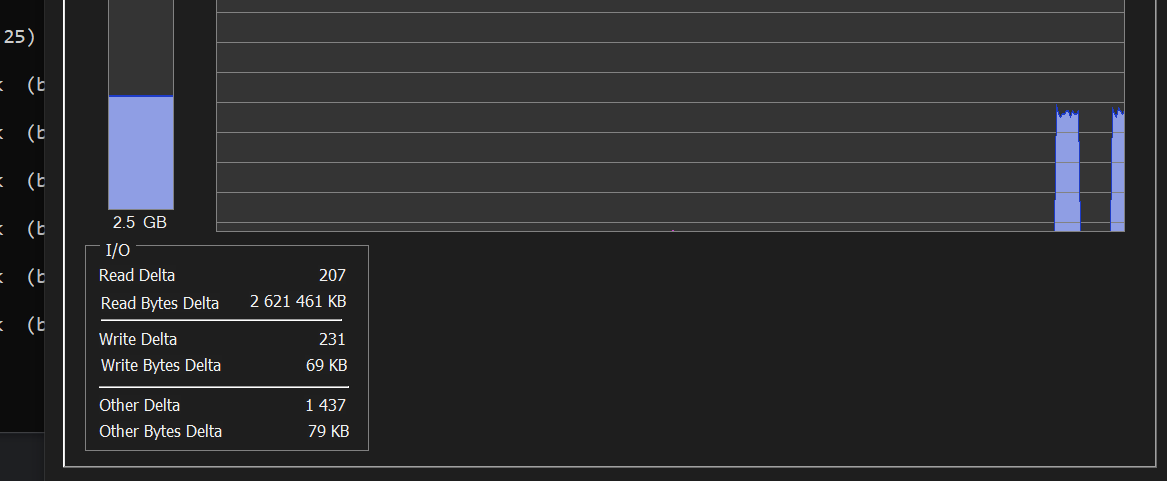 25)
(b
(b
(b
(b
(b
(b
2.5 GB
I/O
Read Delta 207
Read Bytes Delta 2 621 461 KB
Write Delta 231
Write Bytes Delta 69 KB
Other Delta 1 437
Other Bytes Delta 79 KB